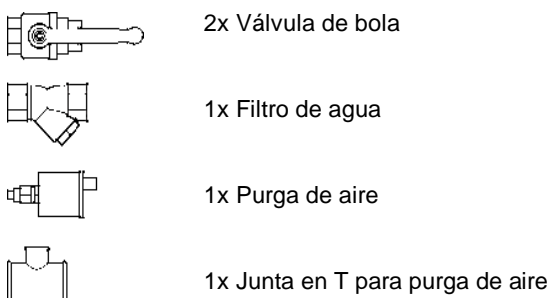 2x Válvula de bola
1x Filtro de agua
1x Purga de aire
1x Junta en T para purga de aire